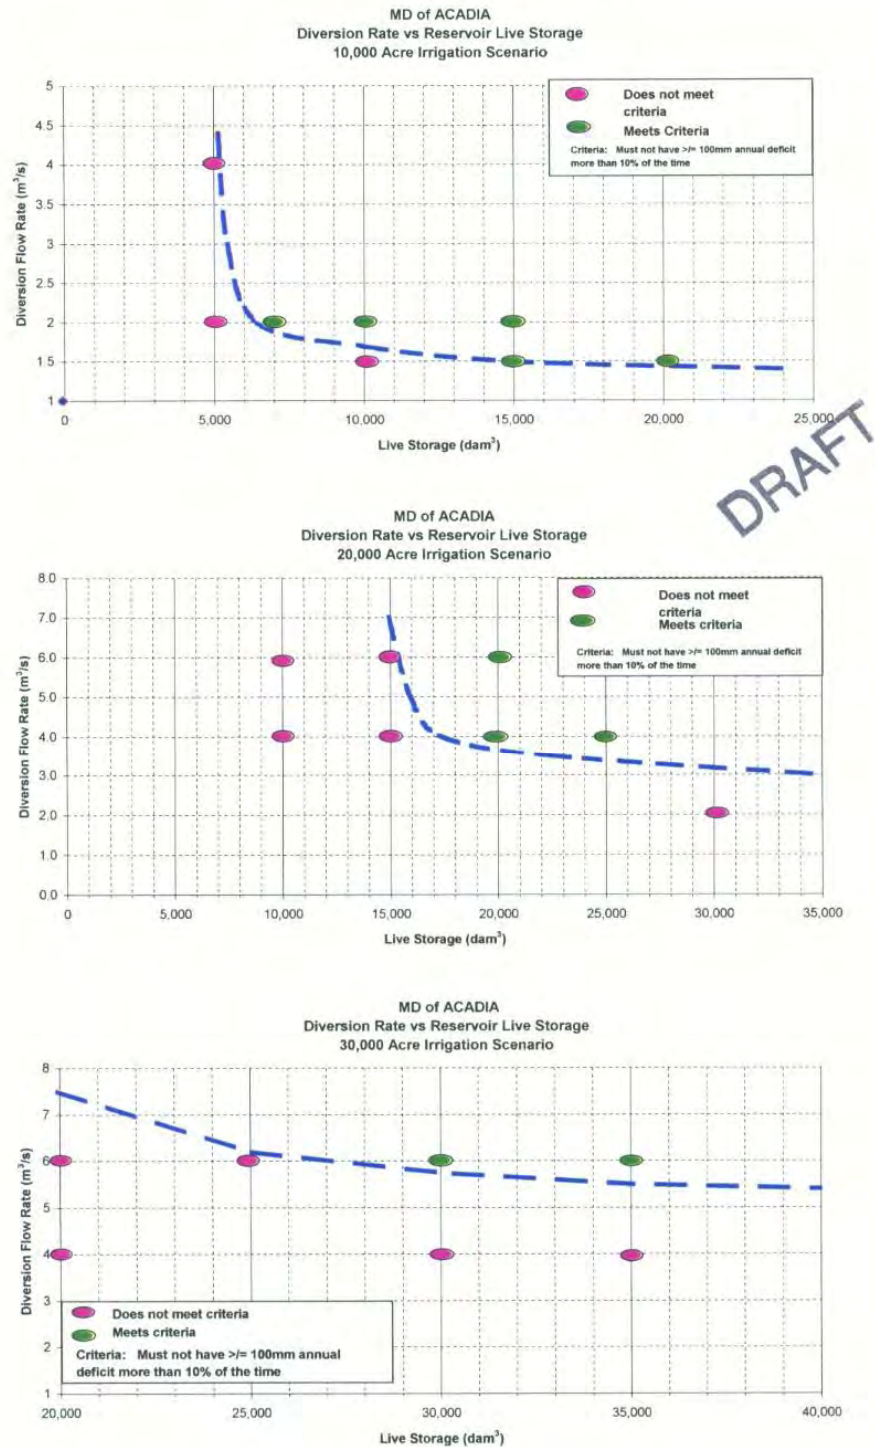 MD of ACADIA
Diversion Rate vs Reservoir Live Storage
10,000 Acre Irrigation Scenario
Does not meet
criteria
Meets Criteria
Criteria: Must not have >/= 100mm annual deficit
more than 10% of the time
Diversion Flow Rate (m³/s)
5
4.5
4
3.5
3
2.5
2
1.5
1
0 5,000 10,000 15,000 20,000 25,000
Live Storage (dam³)
DRAFT
MD of ACADIA
Diversion Rate vs Reservoir Live Storage
20,000 Acre Irrigation Scenario
Does not meet
criteria
Meets criteria
Criteria: Must not have >/= 100mm annual deficit
more than 10% of the time
Diversion Flow Rate (m³/s)
8.0
7.0
6.0
5.0
4.0
3.0
2.0
1.0
0.0
0 5,000 10,000 15,000 20,000 25,000 30,000 35,000
Live Storage (dam³)
MD of ACADIA
Diversion Rate vs Reservoir Live Storage
30,000 Acre Irrigation Scenario
Diversion Flow Rate (m³/s)
8
7
6
5
4
3
2
1
Does not meet criteria
Meets criteria
Criteria: Must not have >/= 100mm annual
deficit more than 10% of the time
20,000 25,000 30,000 35,000 40,000
Live Storage (dam³)